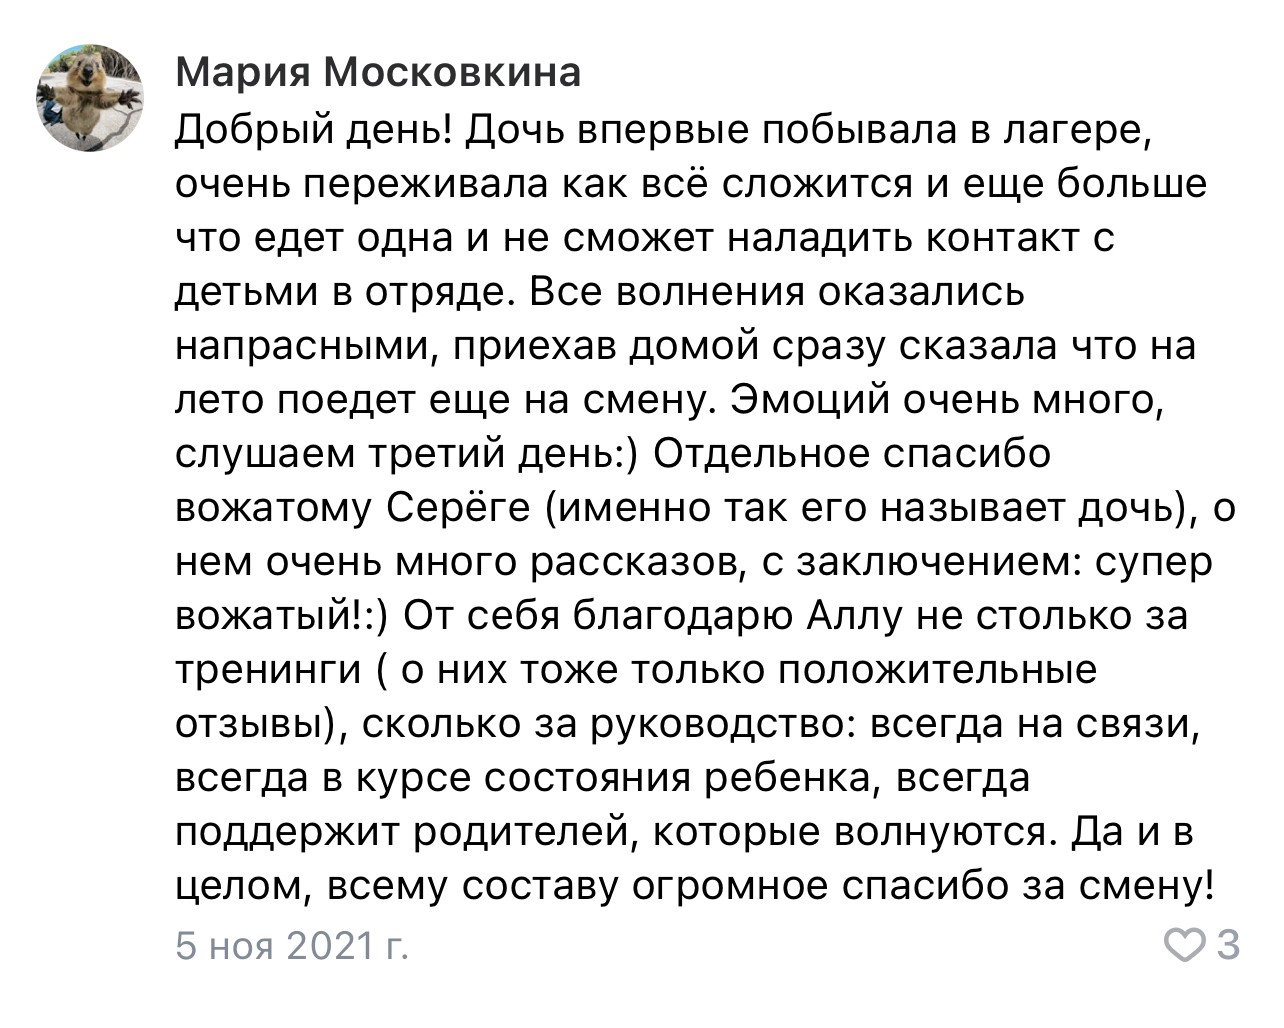 Мария Московкина
Добрый день! Дочь впервые побывала в лагере,
очень переживала как всё сложится и еще больше
что едет одна и не сможет наладить контакт с
детьми в отряде. Все волнения оказались
напрасными, приехав домой сразу сказала что на
лето поедет еще на смену. Эмоций очень много,
слушаем третий день:) Отдельное спасибо
вожатому Серёге (именно так его называет дочь), о
нем очень много рассказов, с заключением: супер
вожатый!:) От себя благодарю Аллу не столько за
тренинги ( о них тоже только положительные
отзывы), сколько за руководство: всегда на связи,
всегда в курсе состояния ребенка, всегда
поддержит родителей, которые волнуются. Да и в
целом, всему составу огромное спасибо за смену!
5 ноя 2021 г. 3